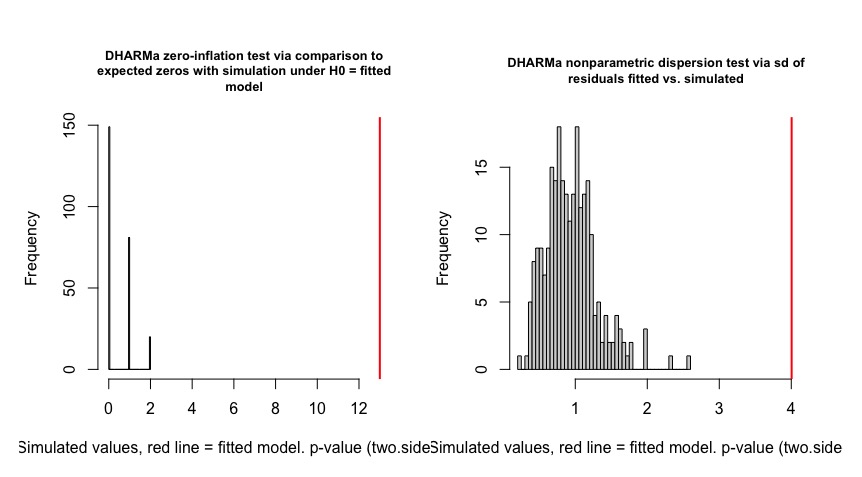 DHARMa zero-inflation test via comparison to
expected zeros with simulation under H0 = fitted
model
150
100
50
0
Frequency
0 2 4 6 8 10 12
Simulated values, red line = fitted model. p-value (two.side
DHARMa nonparametric dispersion test via sd of
residuals fitted vs. simulated
15
10
5
0
Frequency
1 2 3 4
Simulated values, red line = fitted model. p-value (two.side